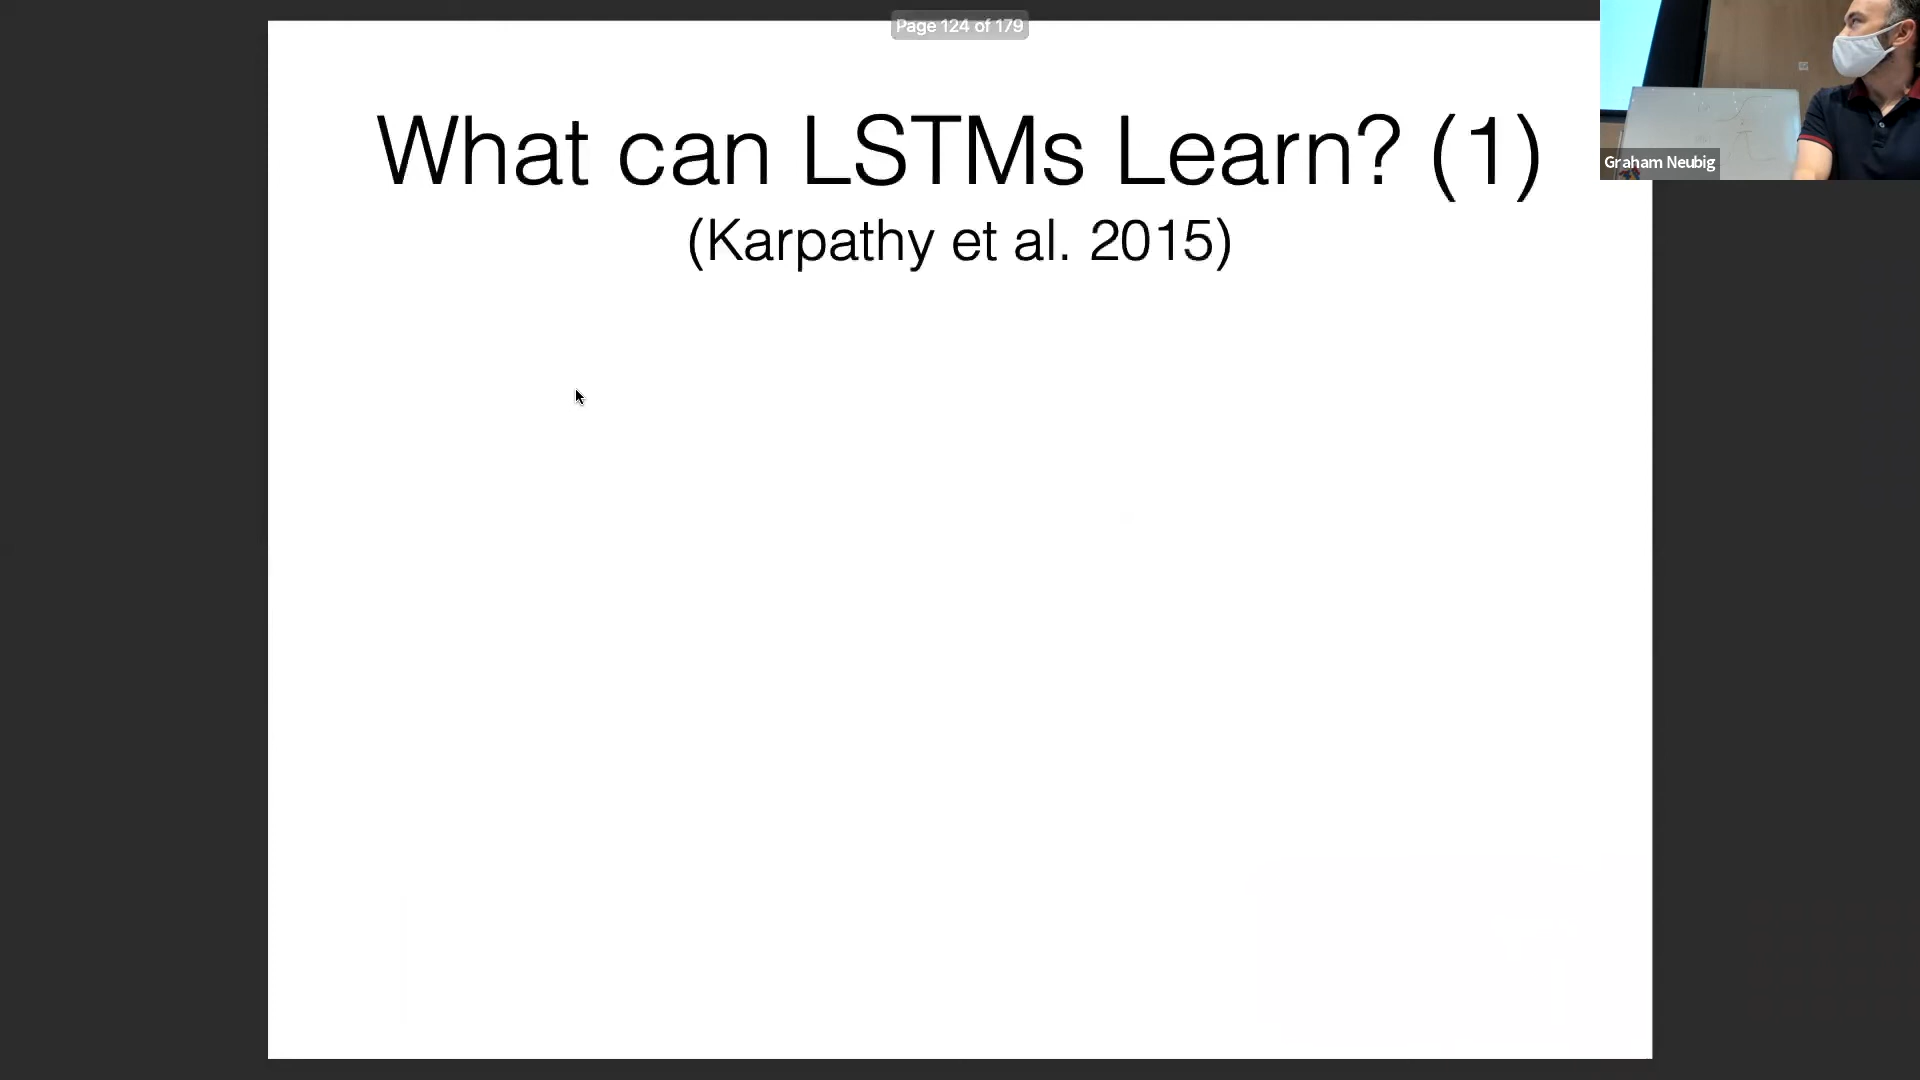 Page 124 of 179
What can LSTMs Learn? (1)
(Karpathy et al. 2015)
Graham Neubig